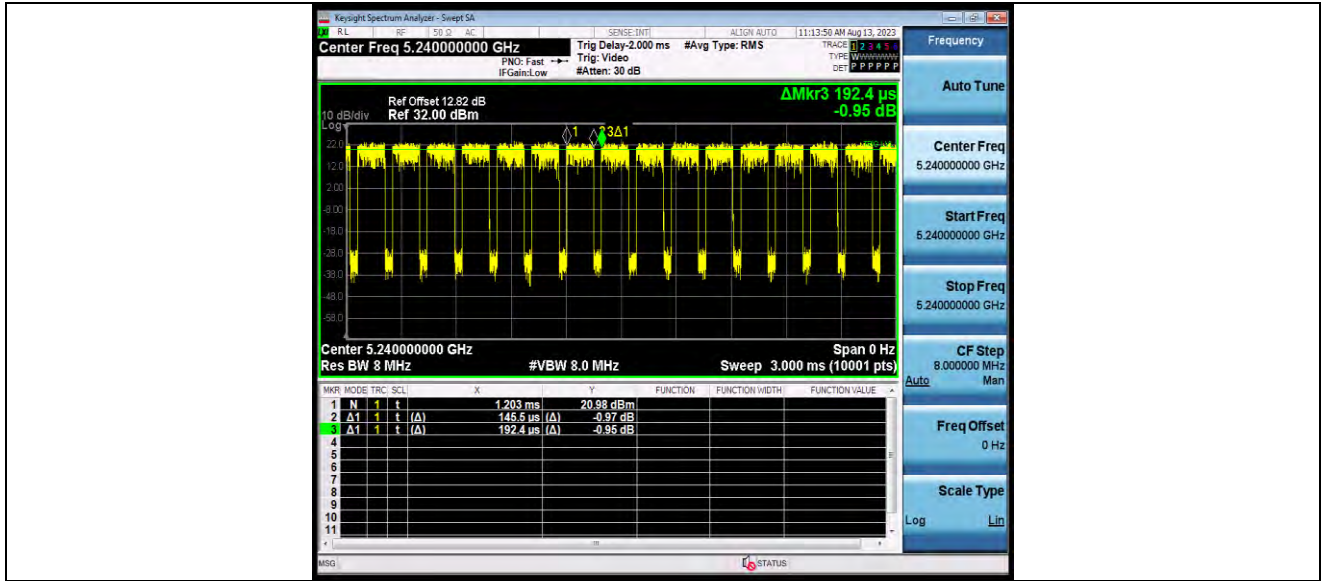 Keysight Spectrum Analyzer - Swept SA
RL RF 50 Ω AC SENSE:INT ALIGN AUTO 11:13:50 AM Aug 13, 2023
Center Freq 5.240000000 GHz
PNO: Fast
IFGain:Low
Trig Delay-2.000 ms
Trig: Video
#Atten: 30 dB
#Avg Type: RMS
TRACE 1 2 3 4 5 6
TYPE WWWWWW
DET P P P P P P
ΔMkr3 192.4 µs
-0.95 dB
Ref Offset 12.82 dB
10 dB/div Ref 32.00 dBm
Log
1 2 3Δ1
22.0
12.0
2.00
-8.00
-18.0
-28.0
-38.0
-48.0
-58.0
Center 5.240000000 GHz Span 0 Hz
Res BW 8 MHz #VBW 8.0 MHz Sweep 3.000 ms (10001 pts)
MKR MODE TRC SCL X Y FUNCTION FUNCTION WIDTH FUNCTION VALUE
1 N 1 t 1.203 ms 20.98 dBm
2 Δ1 1 t (Δ) 145.5 µs (Δ) -0.97 dB
3 Δ1 1 t (Δ) 192.4 µs (Δ) -0.95 dB
4
5
6
7
8
9
10
11
MSG STATUS
Frequency
Auto Tune
Center Freq
5.240000000 GHz
Start Freq
5.240000000 GHz
Stop Freq
5.240000000 GHz
CF Step
8.000000 MHz
Auto Man
Freq Offset
0 Hz
Scale Type
Log Lin